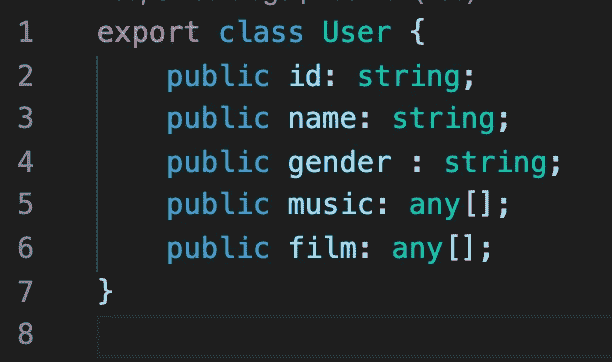 1 export class User {
2 public id: string;
3 public name: string;
4 public gender : string;
5 public music: any[];
6 public film: any[];
7 }
8